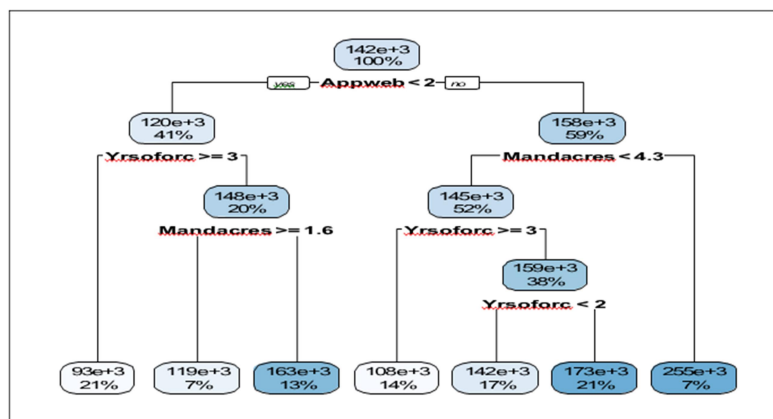 142e+3
100%
yes Appweb < 2 no
120e+3
41%
158e+3
59%
Yrsoforc >= 3
Mandacres < 4.3
148e+3
20%
145e+3
52%
Mandacres >= 1.6
Yrsoforc >= 3
159e+3
38%
Yrsoforc < 2
93e+3
21%
119e+3
7%
163e+3
13%
108e+3
14%
142e+3
17%
173e+3
21%
255e+3
7%